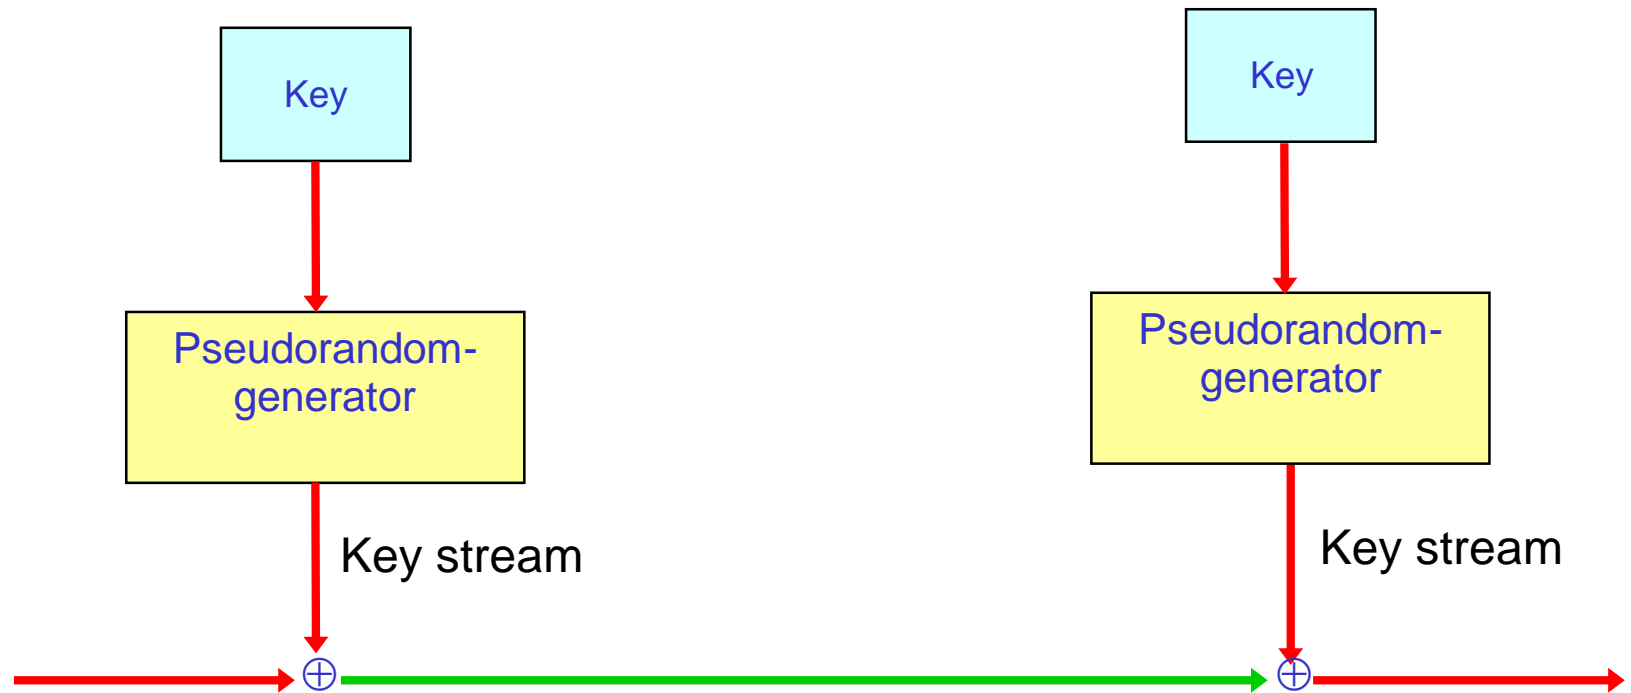 Key
Pseudorandom-
generator
Key stream
Key
Pseudorandom-
generator
Key stream